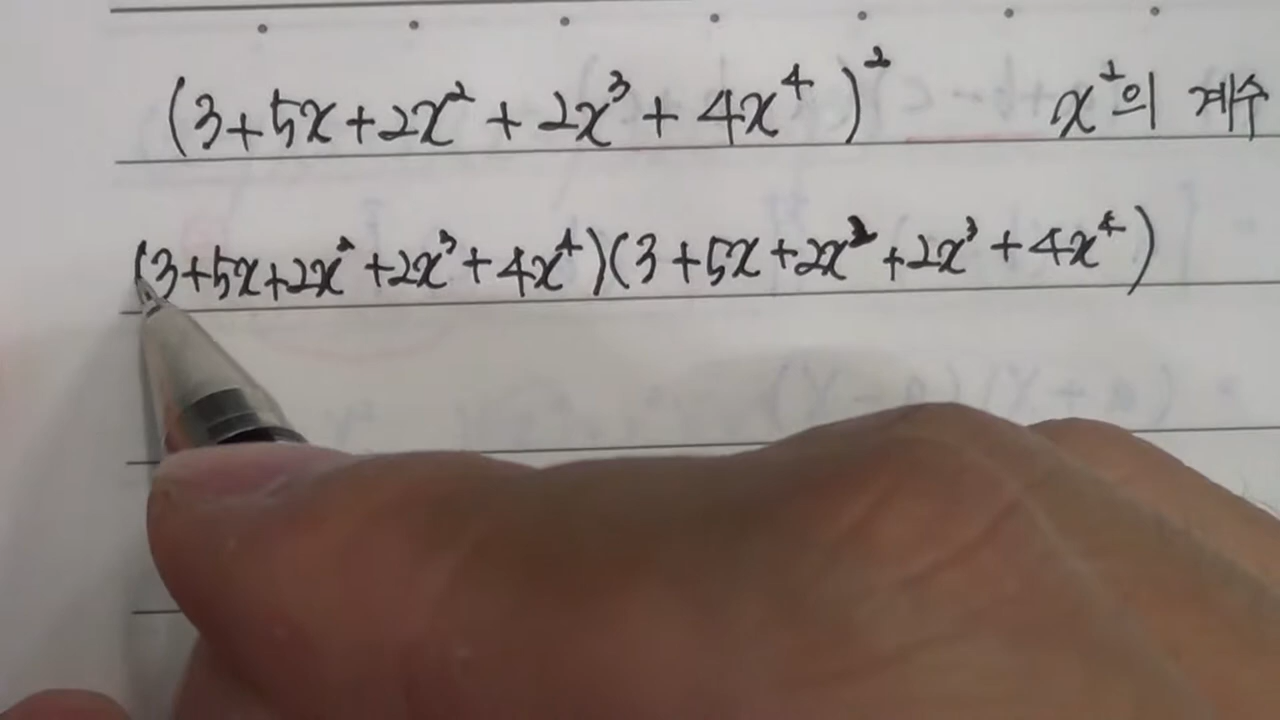 (3+5x+2x²+2x³+4x⁴)² x²의 계수
(3+5x+2x²+2x³+4x⁴)(3+5x+2x²+2x³+4x⁴)